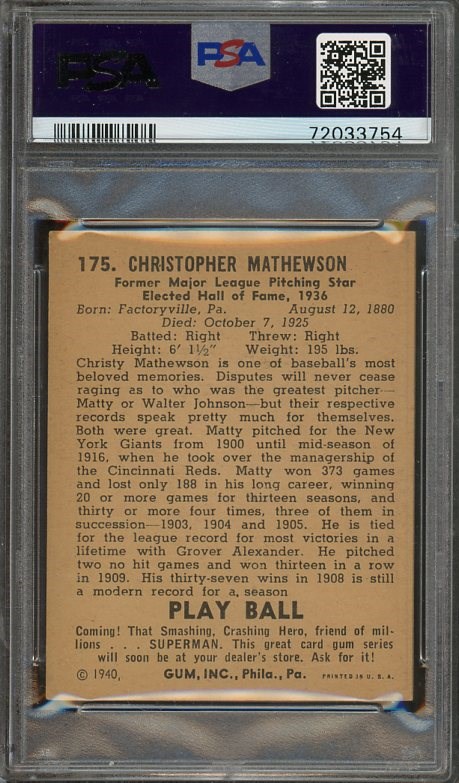 PSA
PSA
72033754
175. CHRISTOPHER MATHEWSON
Former Major League Pitching Star
Elected Hall of Fame, 1936
Born: Factoryville, Pa. August 12, 1880
Died: October 7, 1925
Batted: Right Threw: Right
Height: 6' 1½" Weight: 195 lbs.
Christy Mathewson is one of baseball's most
beloved memories. Disputes will never cease
raging as to who was the greatest pitcher—
Matty or Walter Johnson—but their respective
records speak pretty much for themselves.
Both were great. Matty pitched for the New
York Giants from 1900 until mid-season of
1916, when he took over the managership of
the Cincinnati Reds. Matty won 373 games
and lost only 188 in his long career, winning
20 or more games for thirteen seasons, and
thirty or more four times, three of them in
succession—1903, 1904 and 1905. He is tied
for the league record for most victories in a
lifetime with Grover Alexander. He pitched
two no hit games and won thirteen in a row
in 1909. His thirty-seven wins in 1908 is still
a modern record for a season
PLAY BALL
Coming! That Smashing, Crashing Hero, friend of mil-
lions . . . SUPERMAN. This great card gum series
will soon be at your dealer's store. Ask for it!
© 1940, GUM, INC., Phila., Pa. PRINTED IN U. S. A.